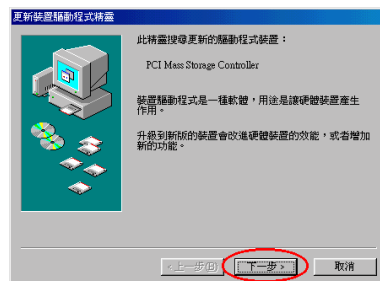 更新裝置驅動程式精靈
此精靈搜尋更新的驅動程式裝置：
PCI Mass Storage Controller
裝置驅動程式是一種軟體，用途是讓硬體裝置產生
作用。
升級到新版的裝置會改進硬體裝置的效能，或者增加
新的功能。
<上一步(B)
下一步 >
取消